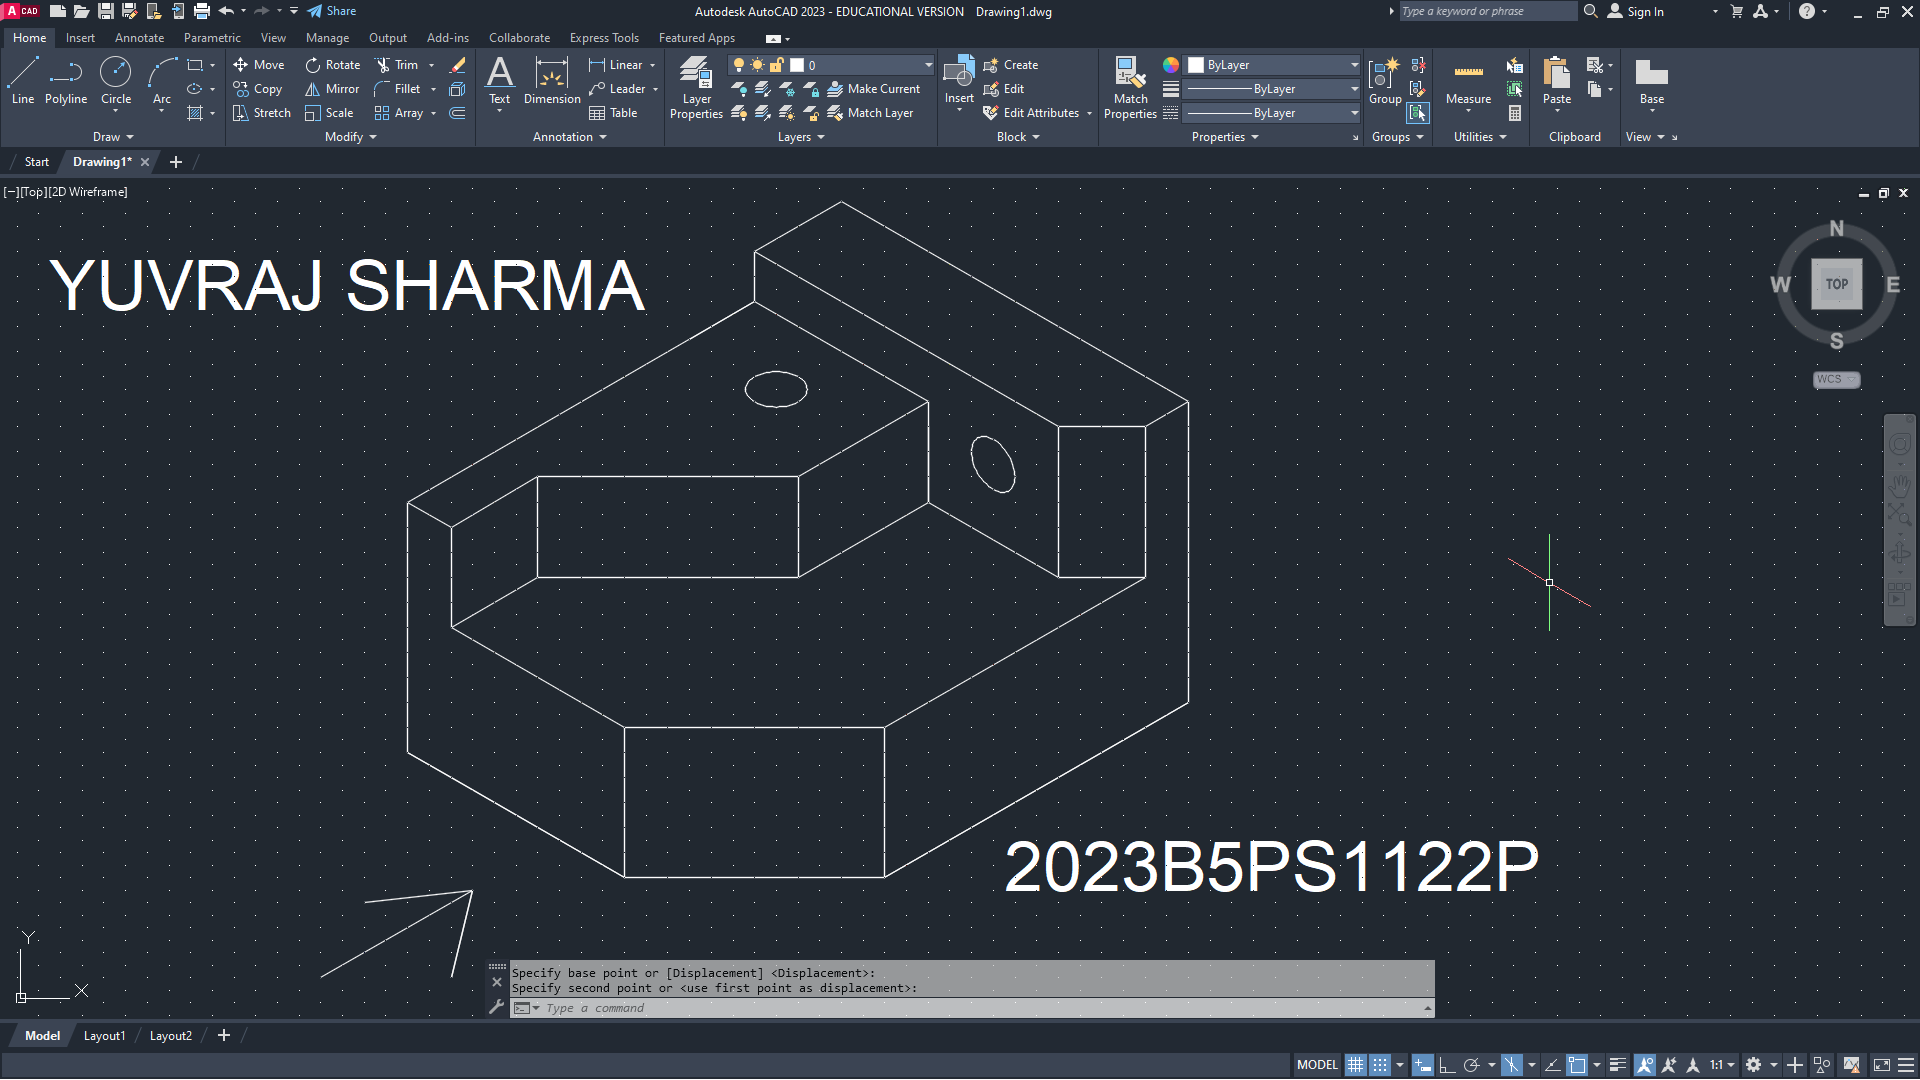 A CAD Share Autodesk AutoCAD 2023 - EDUCATIONAL VERSION Drawing1.dwg Type a keyword or phrase Sign In
Home Insert Annotate Parametric View Manage Output Add-ins Collaborate Express Tools Featured Apps
Move Rotate Trim Linear 0 Create ByLayer
Line Polyline Circle Arc Copy Mirror Fillet Text Dimension Leader Layer Properties Make Current Insert Edit Match Properties ByLayer Group Measure Paste Base
Stretch Scale Array Table Match Layer Edit Attributes ByLayer
Draw Modify Annotation Layers Block Properties Groups Utilities Clipboard View
Start Drawing1*
[−][Top][2D Wireframe]
N
YUVRAJ SHARMA
W TOP E
S
WCS
2023B5PS1122P
Y
X
Specify base point or [Displacement] <Displacement>:
Specify second point or <use first point as displacement>:
Type a command
Model Layout1 Layout2
MODEL 1:1